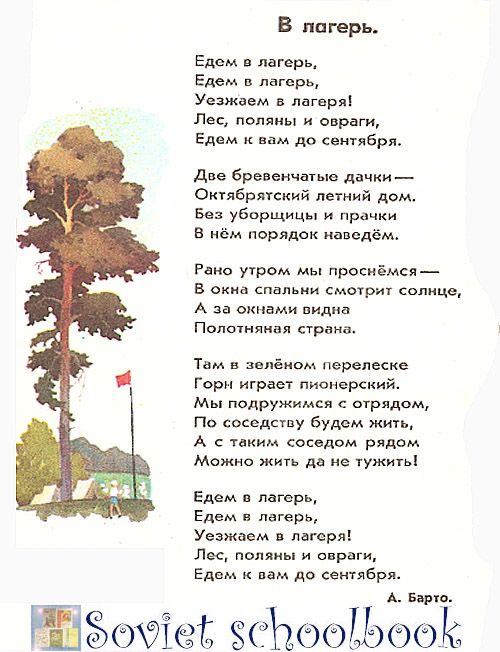 В лагерь.
Едем в лагерь,
Едем в лагерь,
Уезжаем в лагеря!
Лес, поляны и овраги,
Едем к вам до сентября.
Две бревенчатые дачки—
Октябрятский летний дом.
Без уборщицы и прачки
В нём порядок наведём.
Рано утром мы проснёмся—
В окна спальни смотрит солнце,
А за окнами видна
Полотняная страна.
Там в зелёном перелеске
Горн играет пионерский.
Мы подружимся с отрядом,
По соседству будем жить,
А с таким соседом рядом
Можно жить да не тужить!
Едем в лагерь,
Едем в лагерь,
Уезжаем в лагеря!
Лес, поляны и овраги,
Едем к вам до сентября.
А. Барто.
Soviet schoolbook